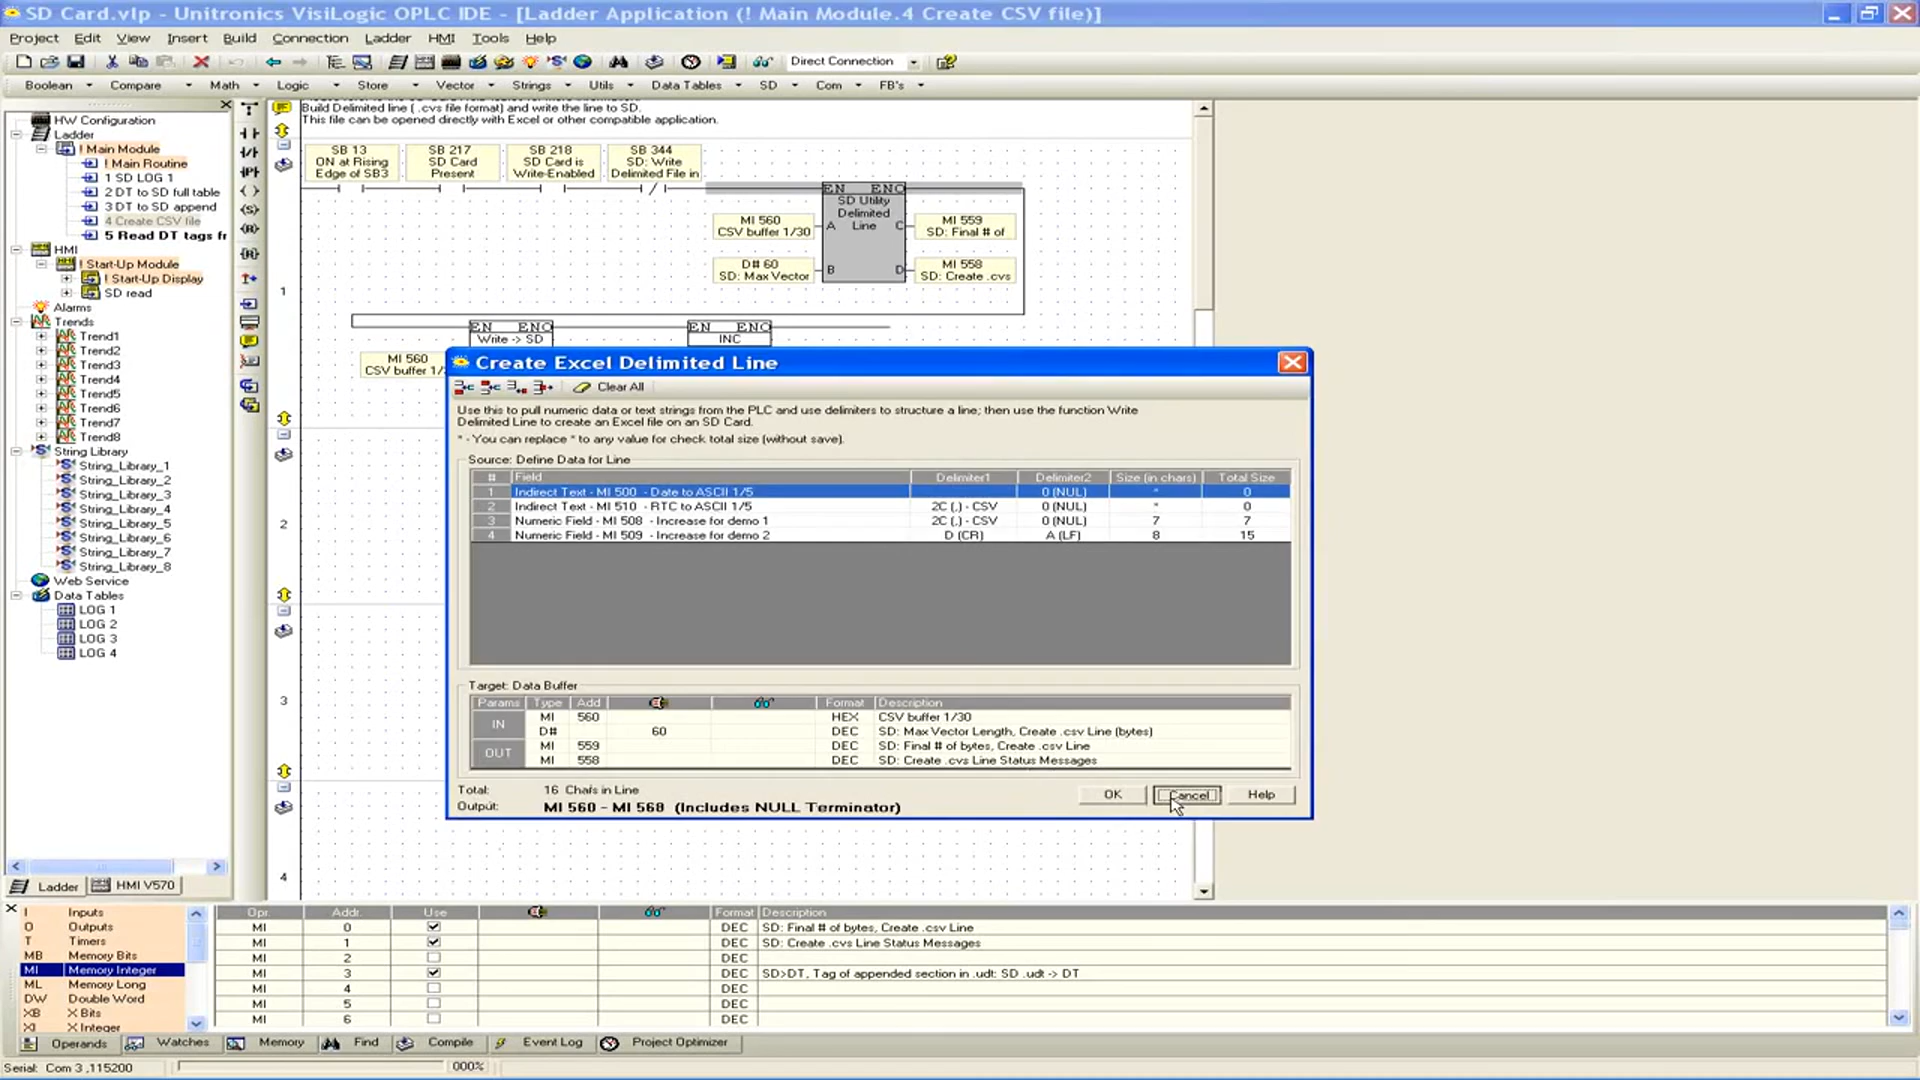 SD Card.vlp - Unitronics VisiLogic OPLC IDE - [Ladder Application (! Main Module.4 Create CSV file)]
Project Edit View Insert Build Connection Ladder HMI Tools Help
Direct Connection
Boolean Compare Math Logic Store Vector Strings Utils Data Tables SD Com FB's
HW Configuration
Ladder
! Main Module
! Main Routine
1 SD LOG 1
2 DT to SD full table
3 DT to SD append
4 Create CSV file
5 Read DT tags fr
HMI
! Start-Up Module
! Start-Up Display
SD read
Alarms
Trends
Trend1
Trend2
Trend3
Trend4
Trend5
Trend6
Trend7
Trend8
String Library
String_Library_1
String_Library_2
String_Library_3
String_Library_4
String_Library_5
String_Library_6
String_Library_7
String_Library_8
Web Service
Data Tables
LOG 1
LOG 2
LOG 3
LOG 4
Ladder HMI V570
Build Delimited line ( .cvs file format) and write the line to SD.
This file can be opened directly with Excel or other compatible application.
SB 13
ON at Rising
Edge of SB3
SB 217
SD Card
Present
SB 218
SD Card is
Write-Enabled
SB 344
SD: Write
Delimited File in
EN ENO
SD Utility
Delimited
Line
A
B
C
D
MI 560
CSV buffer 1/30
D# 60
SD: Max Vector
MI 559
SD: Final # of
MI 558
SD: Create .cvs
1
EN ENO
Write -> SD
EN ENO
INC
MI 560
CSV buffer 1/
2
3
4
Create Excel Delimited Line
Clear All
Use this to pull numeric data or text strings from the PLC and use delimiters to structure a line; then use the function Write
Delimited Line to create an Excel file on an SD Card.
* - You can replace * to any value for check total size (without save).
Source: Define Data for Line
# Field Delimiter1 Delimiter2 Size (in chars) Total Size
1 Indirect Text - MI 500 - Date to ASCII 1/5 0 (NUL) * 0
2 Indirect Text - MI 510 - RTC to ASCII 1/5 2C (,) - CSV 0 (NUL) * 0
3 Numeric Field - MI 508 - Increase for demo 1 2C (,) - CSV 0 (NUL) 7 7
4 Numeric Field - MI 509 - Increase for demo 2 D (CR) A (LF) 8 15
Target: Data Buffer
Params Type Add Format Description
IN MI 560 HEX CSV buffer 1/30
D# 60 DEC SD: Max Vector Length, Create .csv Line (bytes)
OUT MI 559 DEC SD: Final # of bytes, Create .csv Line
MI 558 DEC SD: Create .cvs Line Status Messages
Total: 16 Chars in Line
Output: MI 560 - MI 568 (Includes NULL Terminator)
OK Cancel Help
I Inputs
O Outputs
T Timers
MB Memory Bits
MI Memory Integer
ML Memory Long
DW Double Word
XB X Bits
XI X Integer
Opr. Addr. Use Format Description
MI 0 DEC SD: Final # of bytes, Create .csv Line
MI 1 DEC SD: Create .cvs Line Status Messages
MI 2 DEC
MI 3 DEC SD>DT, Tag of appended section in .udt: SD .udt -> DT
MI 4 DEC
MI 5 DEC
MI 6 DEC
Operands Watches Memory Find Compile Event Log Project Optimizer
Serial: Com 3 ,115200 000%